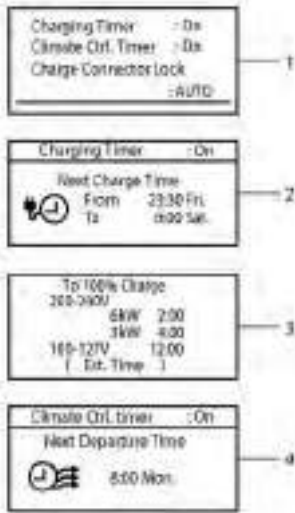 Charging Timer : On
Climate Ctrl. Timer : On
Charge Connector Lock
: AUTO
1
Charging Timer : On
Next Charge Time
From 23:30 Fri.
To Sat.
2
To 100% Charge
200-240V
6kW 2:00
3kW 4:00
100-127V 12:00
( Est. Time )
3
Climate Ctrl. timer : On
Next Departure Time
8:00 Mon.
4